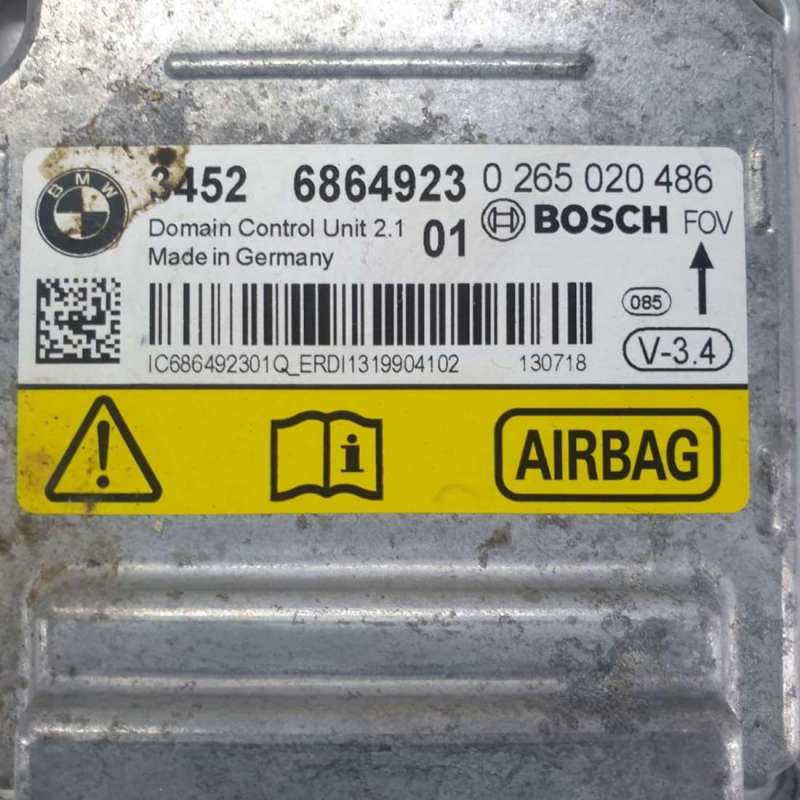 BMW
3452 6864923 0 265 020 486
Domain Control Unit 2.1 01 BOSCH FOV
Made in Germany
085
V-3.4
IC686492301Q_ERDI1319904102 130718
i AIRBAG